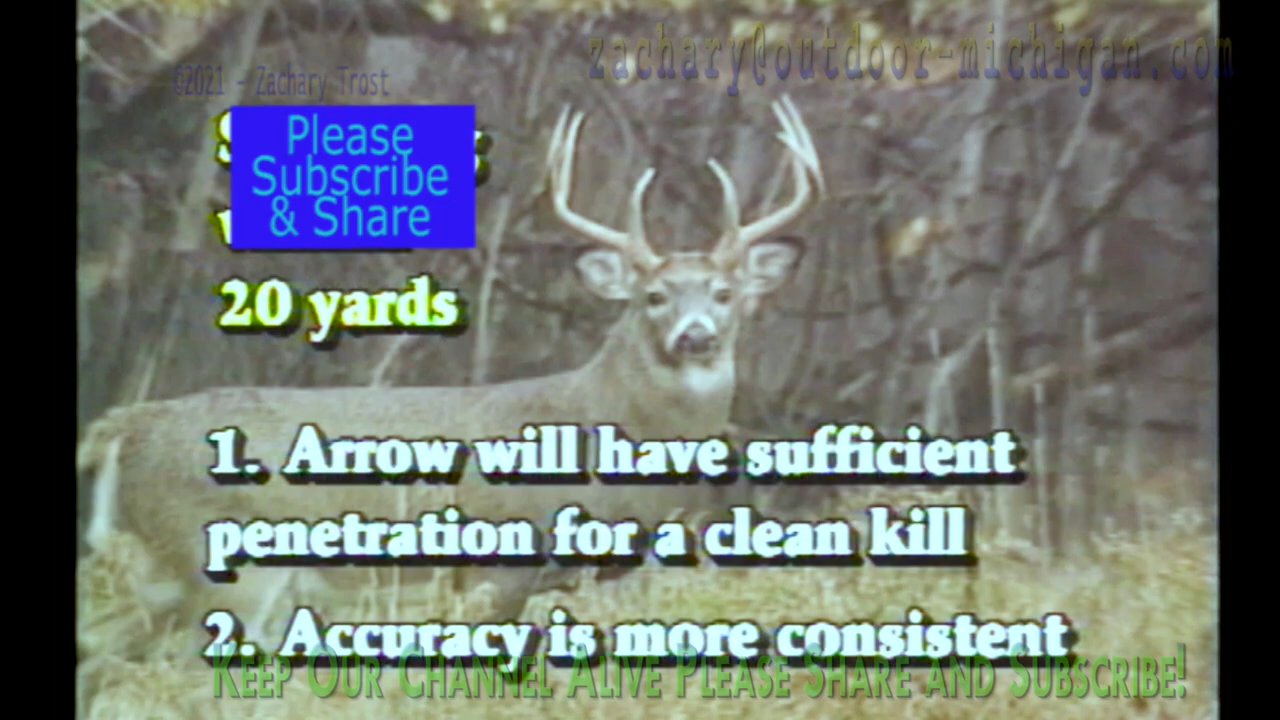 zachary@outdoor-michigan.com
©2021 - Zachary Trost
Please
Subscribe
& Share
20 yards
1. Arrow will have sufficient
penetration for a clean kill
2. Accuracy is more consistent
Keep Our Channel Alive Please Share and Subscribe!